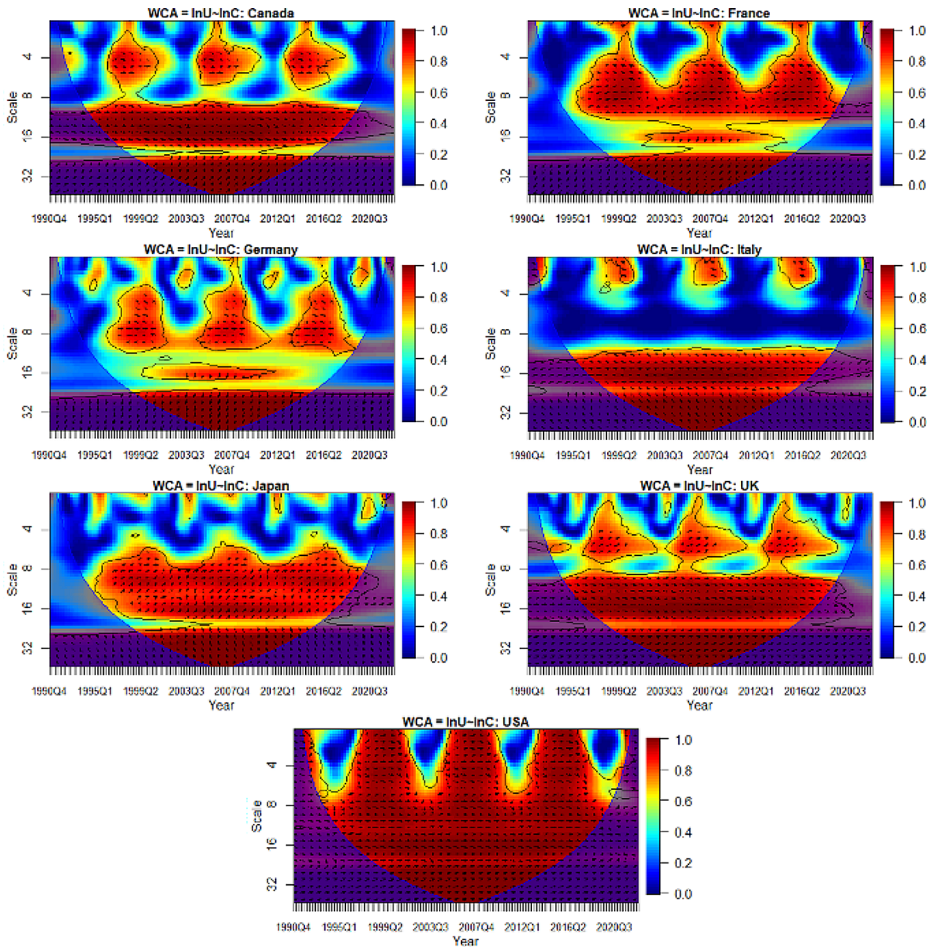 WCA = lnU~lnC: Canada
Scale
4
8
16
32
1.0
0.8
0.6
0.4
0.2
0.0
1990Q4 1995Q1 1999Q2 2003Q3 2007Q4 2012Q1 2016Q2 2020Q3
Year
WCA = lnU~lnC: France
Scale
4
8
16
32
1.0
0.8
0.6
0.4
0.2
0.0
1990Q4 1995Q1 1999Q2 2003Q3 2007Q4 2012Q1 2016Q2 2020Q3
Year
WCA = lnU~lnC: Germany
Scale
4
8
16
32
1.0
0.8
0.6
0.4
0.2
0.0
1990Q4 1995Q1 1999Q2 2003Q3 2007Q4 2012Q1 2016Q2 2020Q3
Year
WCA = lnU~lnC: Italy
Scale
4
8
16
32
1.0
0.8
0.6
0.4
0.2
0.0
1990Q4 1995Q1 1999Q2 2003Q3 2007Q4 2012Q1 2016Q2 2020Q3
Year
WCA = lnU~lnC: Japan
Scale
4
8
16
32
1.0
0.8
0.6
0.4
0.2
0.0
1990Q4 1995Q1 1999Q2 2003Q3 2007Q4 2012Q1 2016Q2 2020Q3
Year
WCA = lnU~lnC: UK
Scale
4
8
16
32
1.0
0.8
0.6
0.4
0.2
0.0
1990Q4 1995Q1 1999Q2 2003Q3 2007Q4 2012Q1 2016Q2 2020Q3
Year
WCA = lnU~lnC: USA
Scale
4
8
16
32
1.0
0.8
0.6
0.4
0.2
0.0
1990Q4 1995Q1 1999Q2 2003Q3 2007Q4 2012Q1 2016Q2 2020Q3
Year